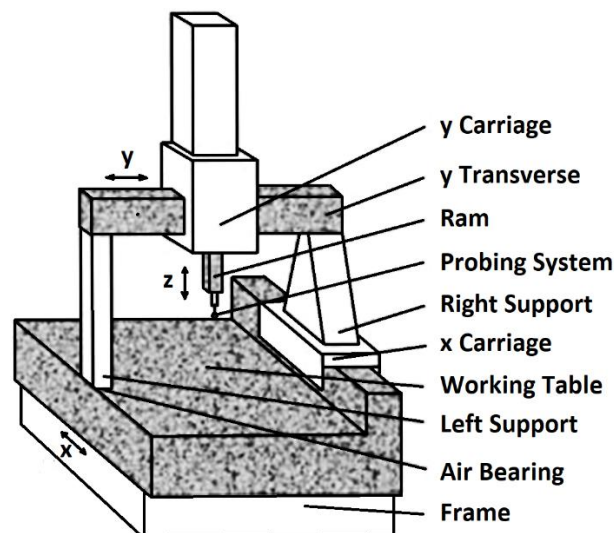 y Carriage
y
y Transverse
Ram
z
Probing System
Right Support
x Carriage
Working Table
Left Support
x
Air Bearing
Frame